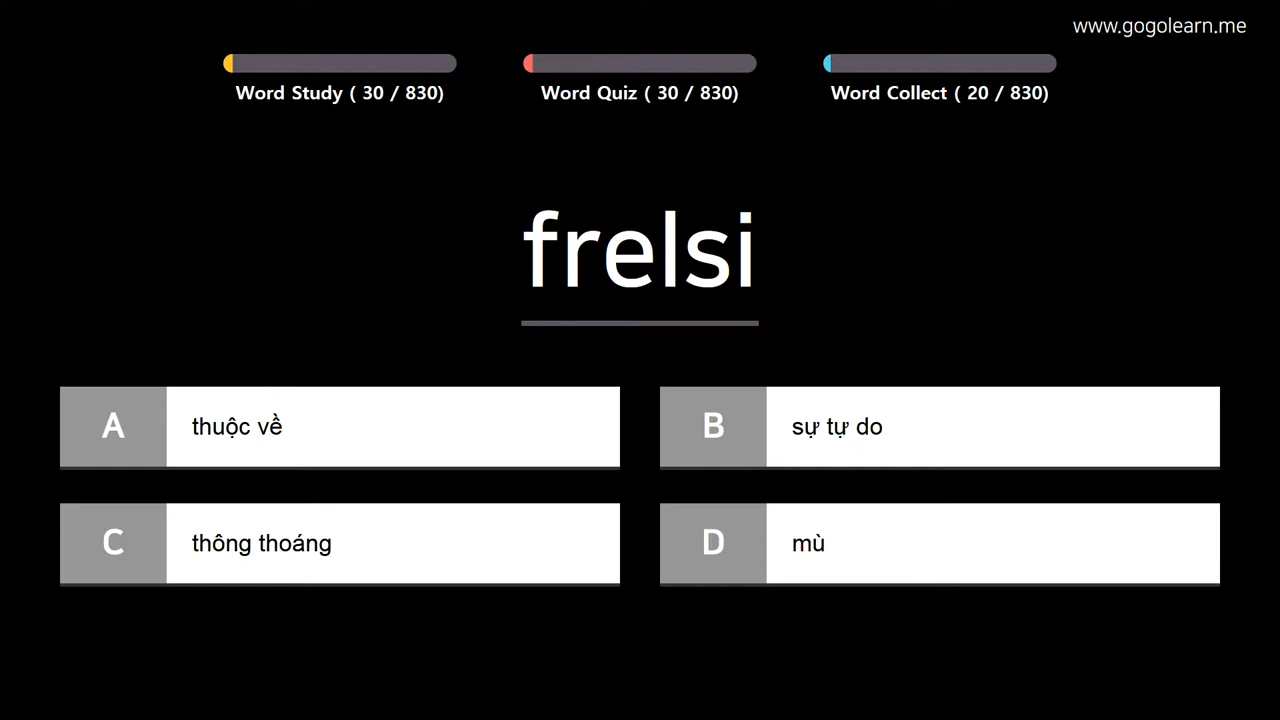 www.gogolearn.me
Word Study ( 30 / 830)
Word Quiz ( 30 / 830)
Word Collect ( 20 / 830)
frelsi
A thuộc về
B sự tự do
C thông thoáng
D mù